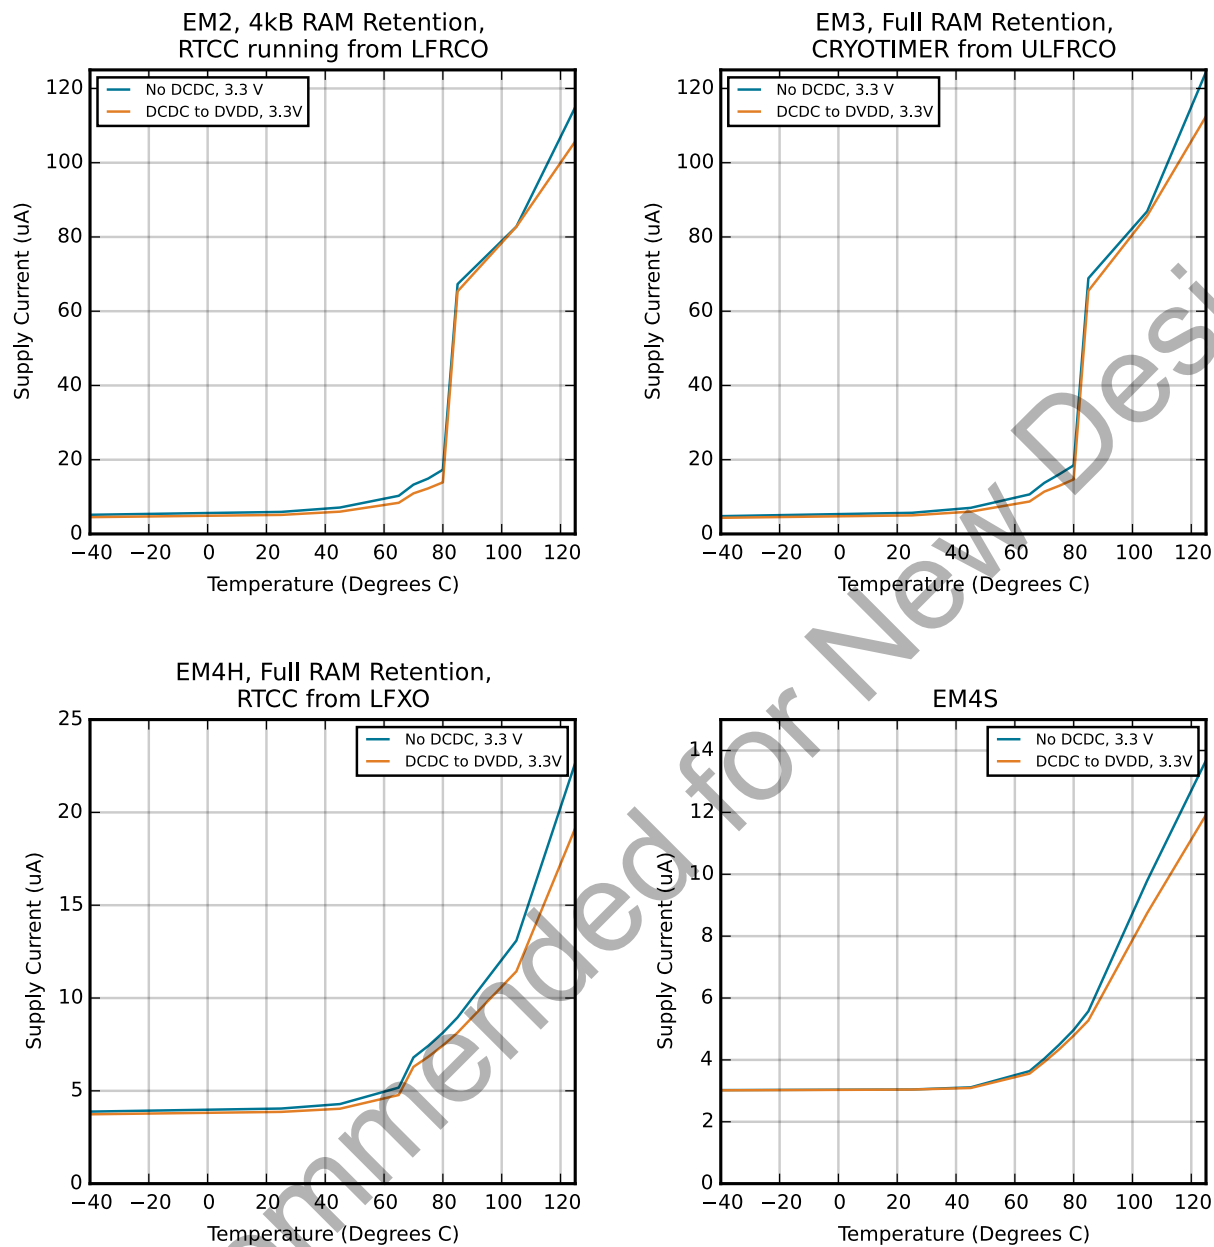 EM2, 4kB RAM Retention,
RTCC running from LFRCO
120
100
80
60
40
20
0
Supply Current (uA)
No DCDC, 3.3 V
DCDC to DVDD, 3.3V
−40 −20 0 20 40 60 80 100 120
Temperature (Degrees C)
EM3, Full RAM Retention,
CRYOTIMER from ULFRCO
120
100
80
60
40
20
0
Supply Current (uA)
No DCDC, 3.3 V
DCDC to DVDD, 3.3V
−40 −20 0 20 40 60 80 100 120
Temperature (Degrees C)
EM4H, Full RAM Retention,
RTCC from LFXO
25
20
15
10
5
0
Supply Current (uA)
No DCDC, 3.3 V
DCDC to DVDD, 3.3V
−40 −20 0 20 40 60 80 100 120
Temperature (Degrees C)
EM4S
14
12
10
8
6
4
2
0
Supply Current (uA)
No DCDC, 3.3 V
DCDC to DVDD, 3.3V
−40 −20 0 20 40 60 80 100 120
Temperature (Degrees C)
ommended for New Desi